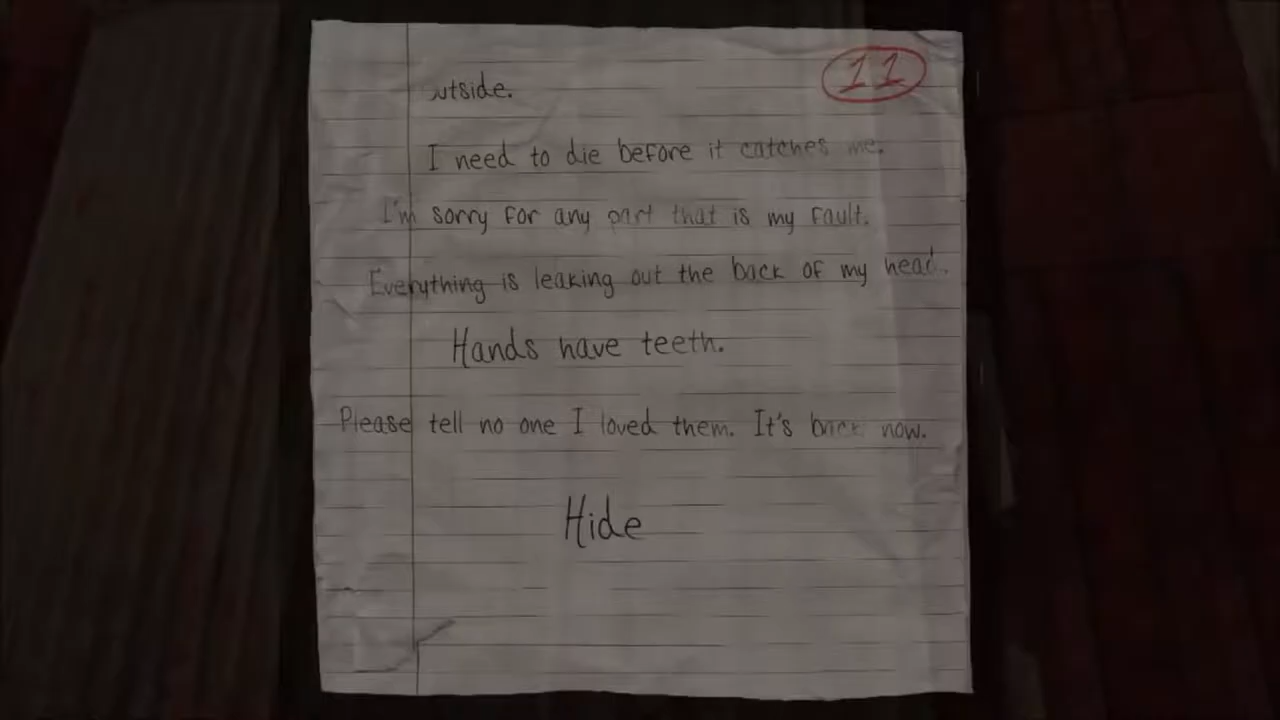 11
utside.
I need to die before it catches me.
I'm sorry for any part that is my fault.
Everything is leaking out the back of my head.
Hands have teeth.
Please tell no one I loved them. It's back now.
Hide